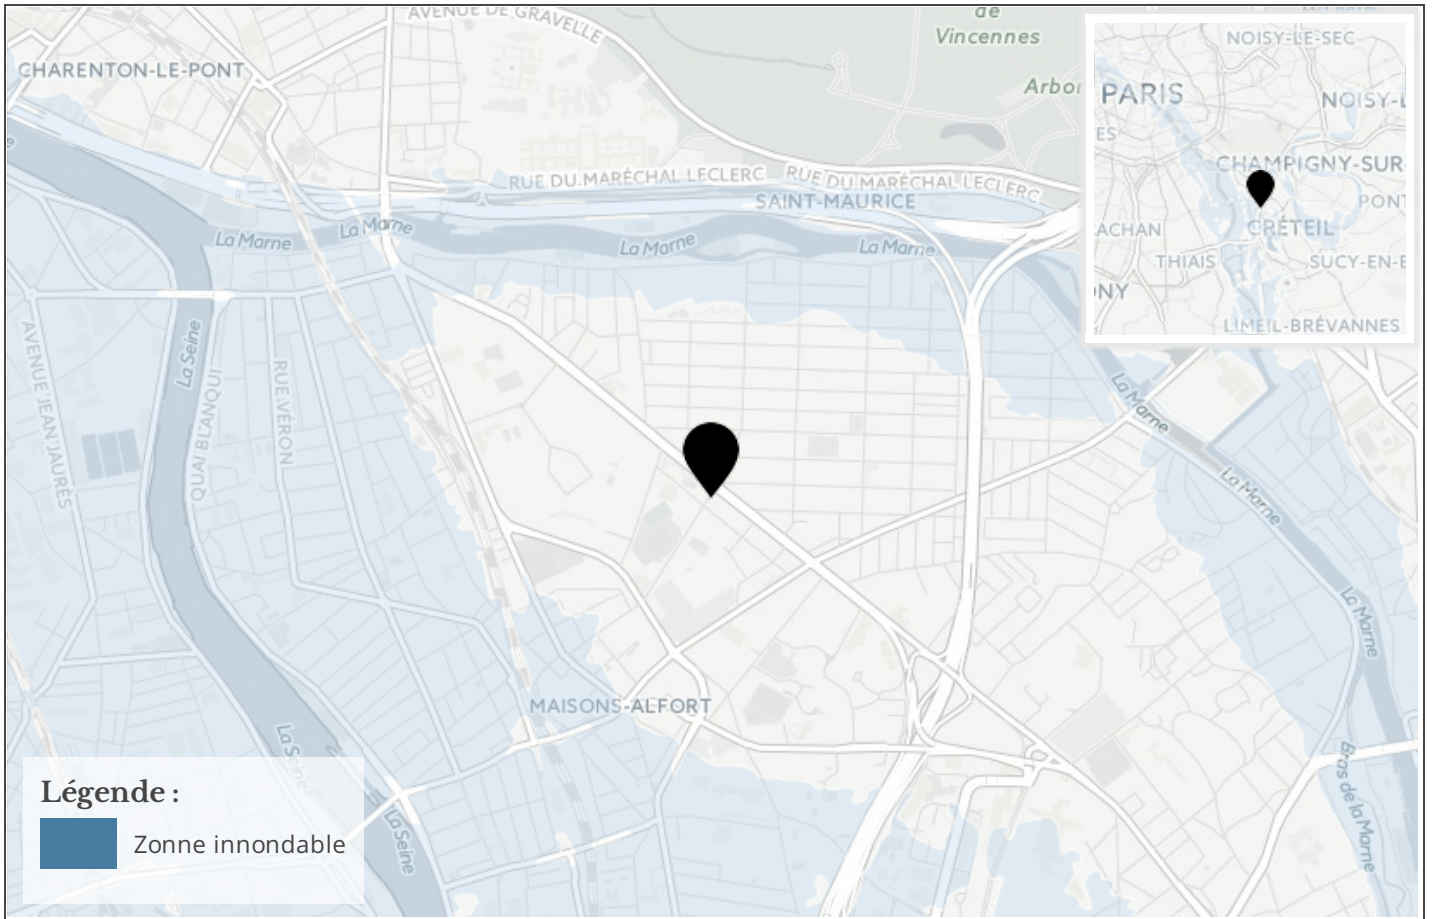 AVENUE DE GRAVELLE
de
Vincennes
CHARENTON-LE-PONT
RUE DU MARÉCHAL LECLERC
RUE DU MARÉCHAL LECLERC
SAINT-MAURICE
La Marne
La Marne
La Marne
La Marne
La Seine
AVENUE JEAN JAURÈS
QUAI BLANQUI
RUE VÉRON
La Marne
La Marne
La Marne
Bras de la Marne
MAISONS-ALFORT
La Seine
La Seine
NOISY-LE-SEC
PARIS
NOISY-L
CHAMPIGNY-SUR-
PONT
ACHAN
CRÉTEIL
THIAIS
SUCY-EN-B
NY
LIMEIL-BRÉVANNES
Légende :
Zonne innondable